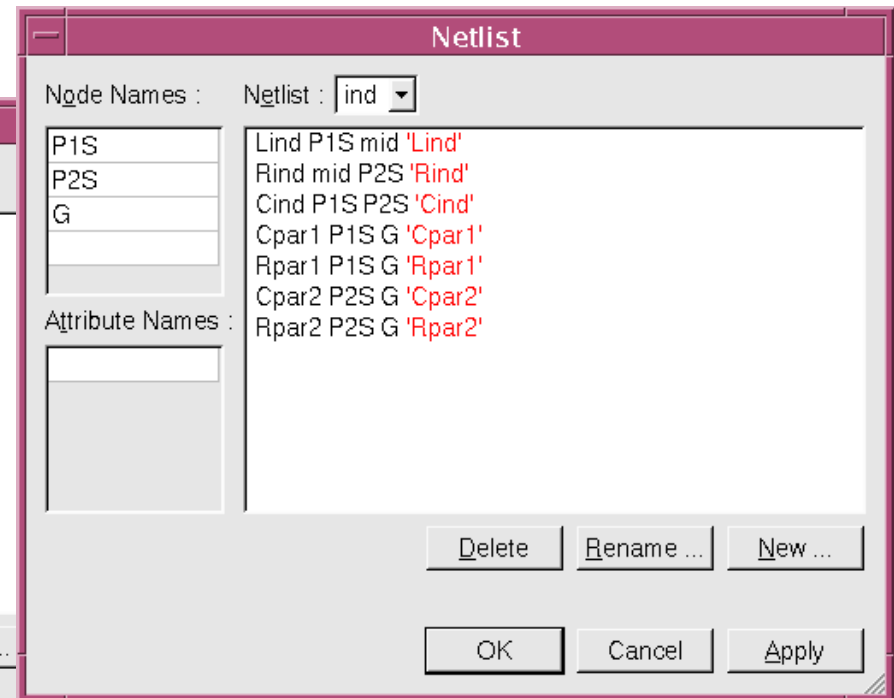 Netlist
Node Names :
Netlist : ind
P1S
P2S
G
Attribute Names :
Lind P1S mid 'Lind'
Rind mid P2S 'Rind'
Cind P1S P2S 'Cind'
Cpar1 P1S G 'Cpar1'
Rpar1 P1S G 'Rpar1'
Cpar2 P2S G 'Cpar2'
Rpar2 P2S G 'Rpar2'
Delete
Rename ...
New ...
OK
Cancel
Apply